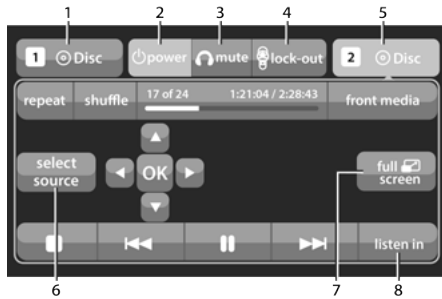 1 2 3 4 5
1 Disc power mute lock-out 2 Disc
repeat shuffle 17 of 24 1:21:04 / 2:28:43 front media
select
source
OK
full
screen
listen in
6 7 8